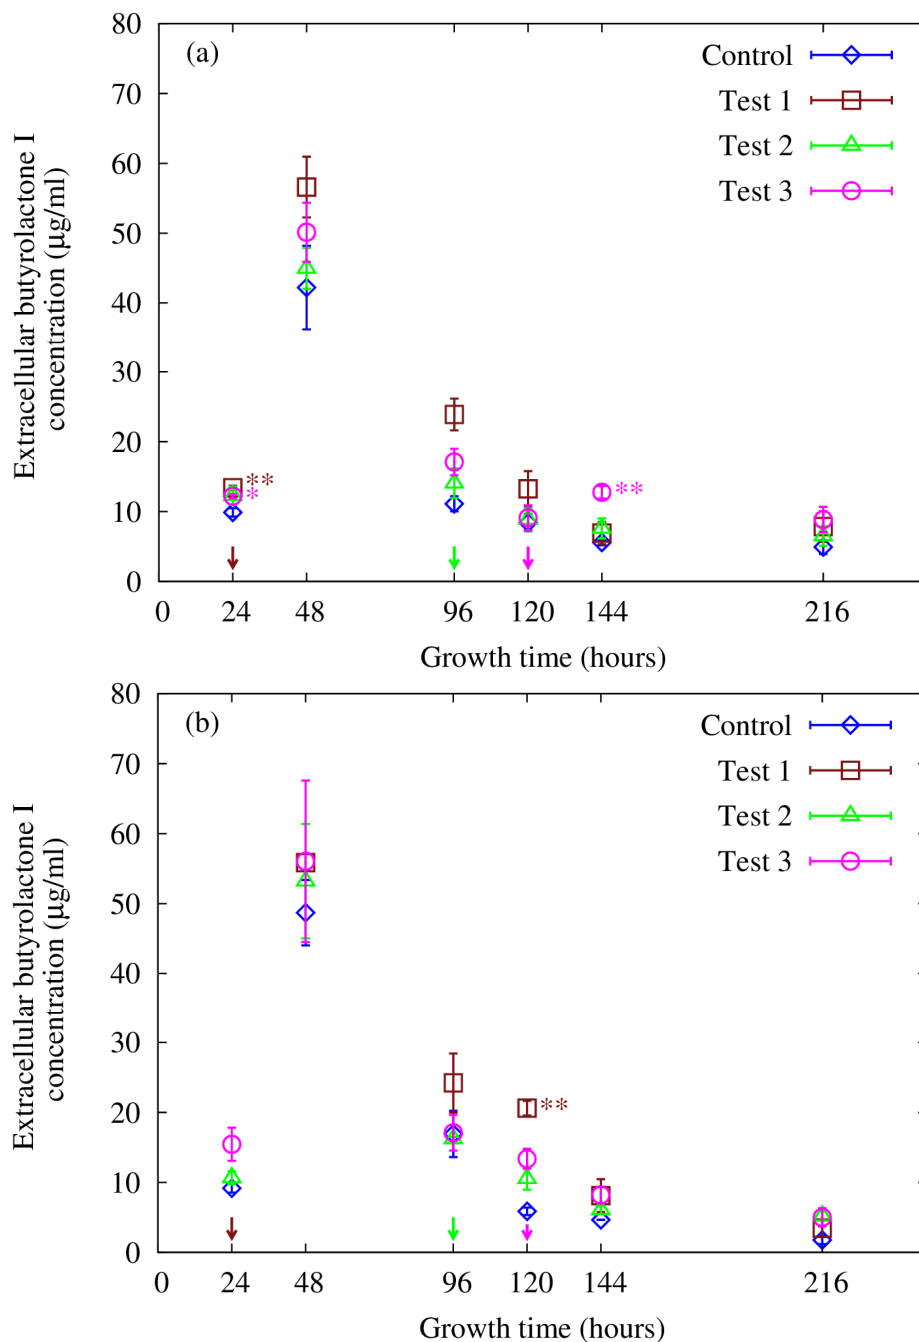 80
(a)
Control
70
Test 1
60
Test 2
Test 3
50
40
30
20
**
*
**
10
0
0 24 48 96 120 144 216
Extracellular butyrolactone I
concentration (μg/ml)
Growth time (hours)
80
(b)
Control
70
Test 1
60
Test 2
Test 3
50
40
30
20
**
10
0
0 24 48 96 120 144 216
Extracellular butyrolactone I
concentration (μg/ml)
Growth time (hours)